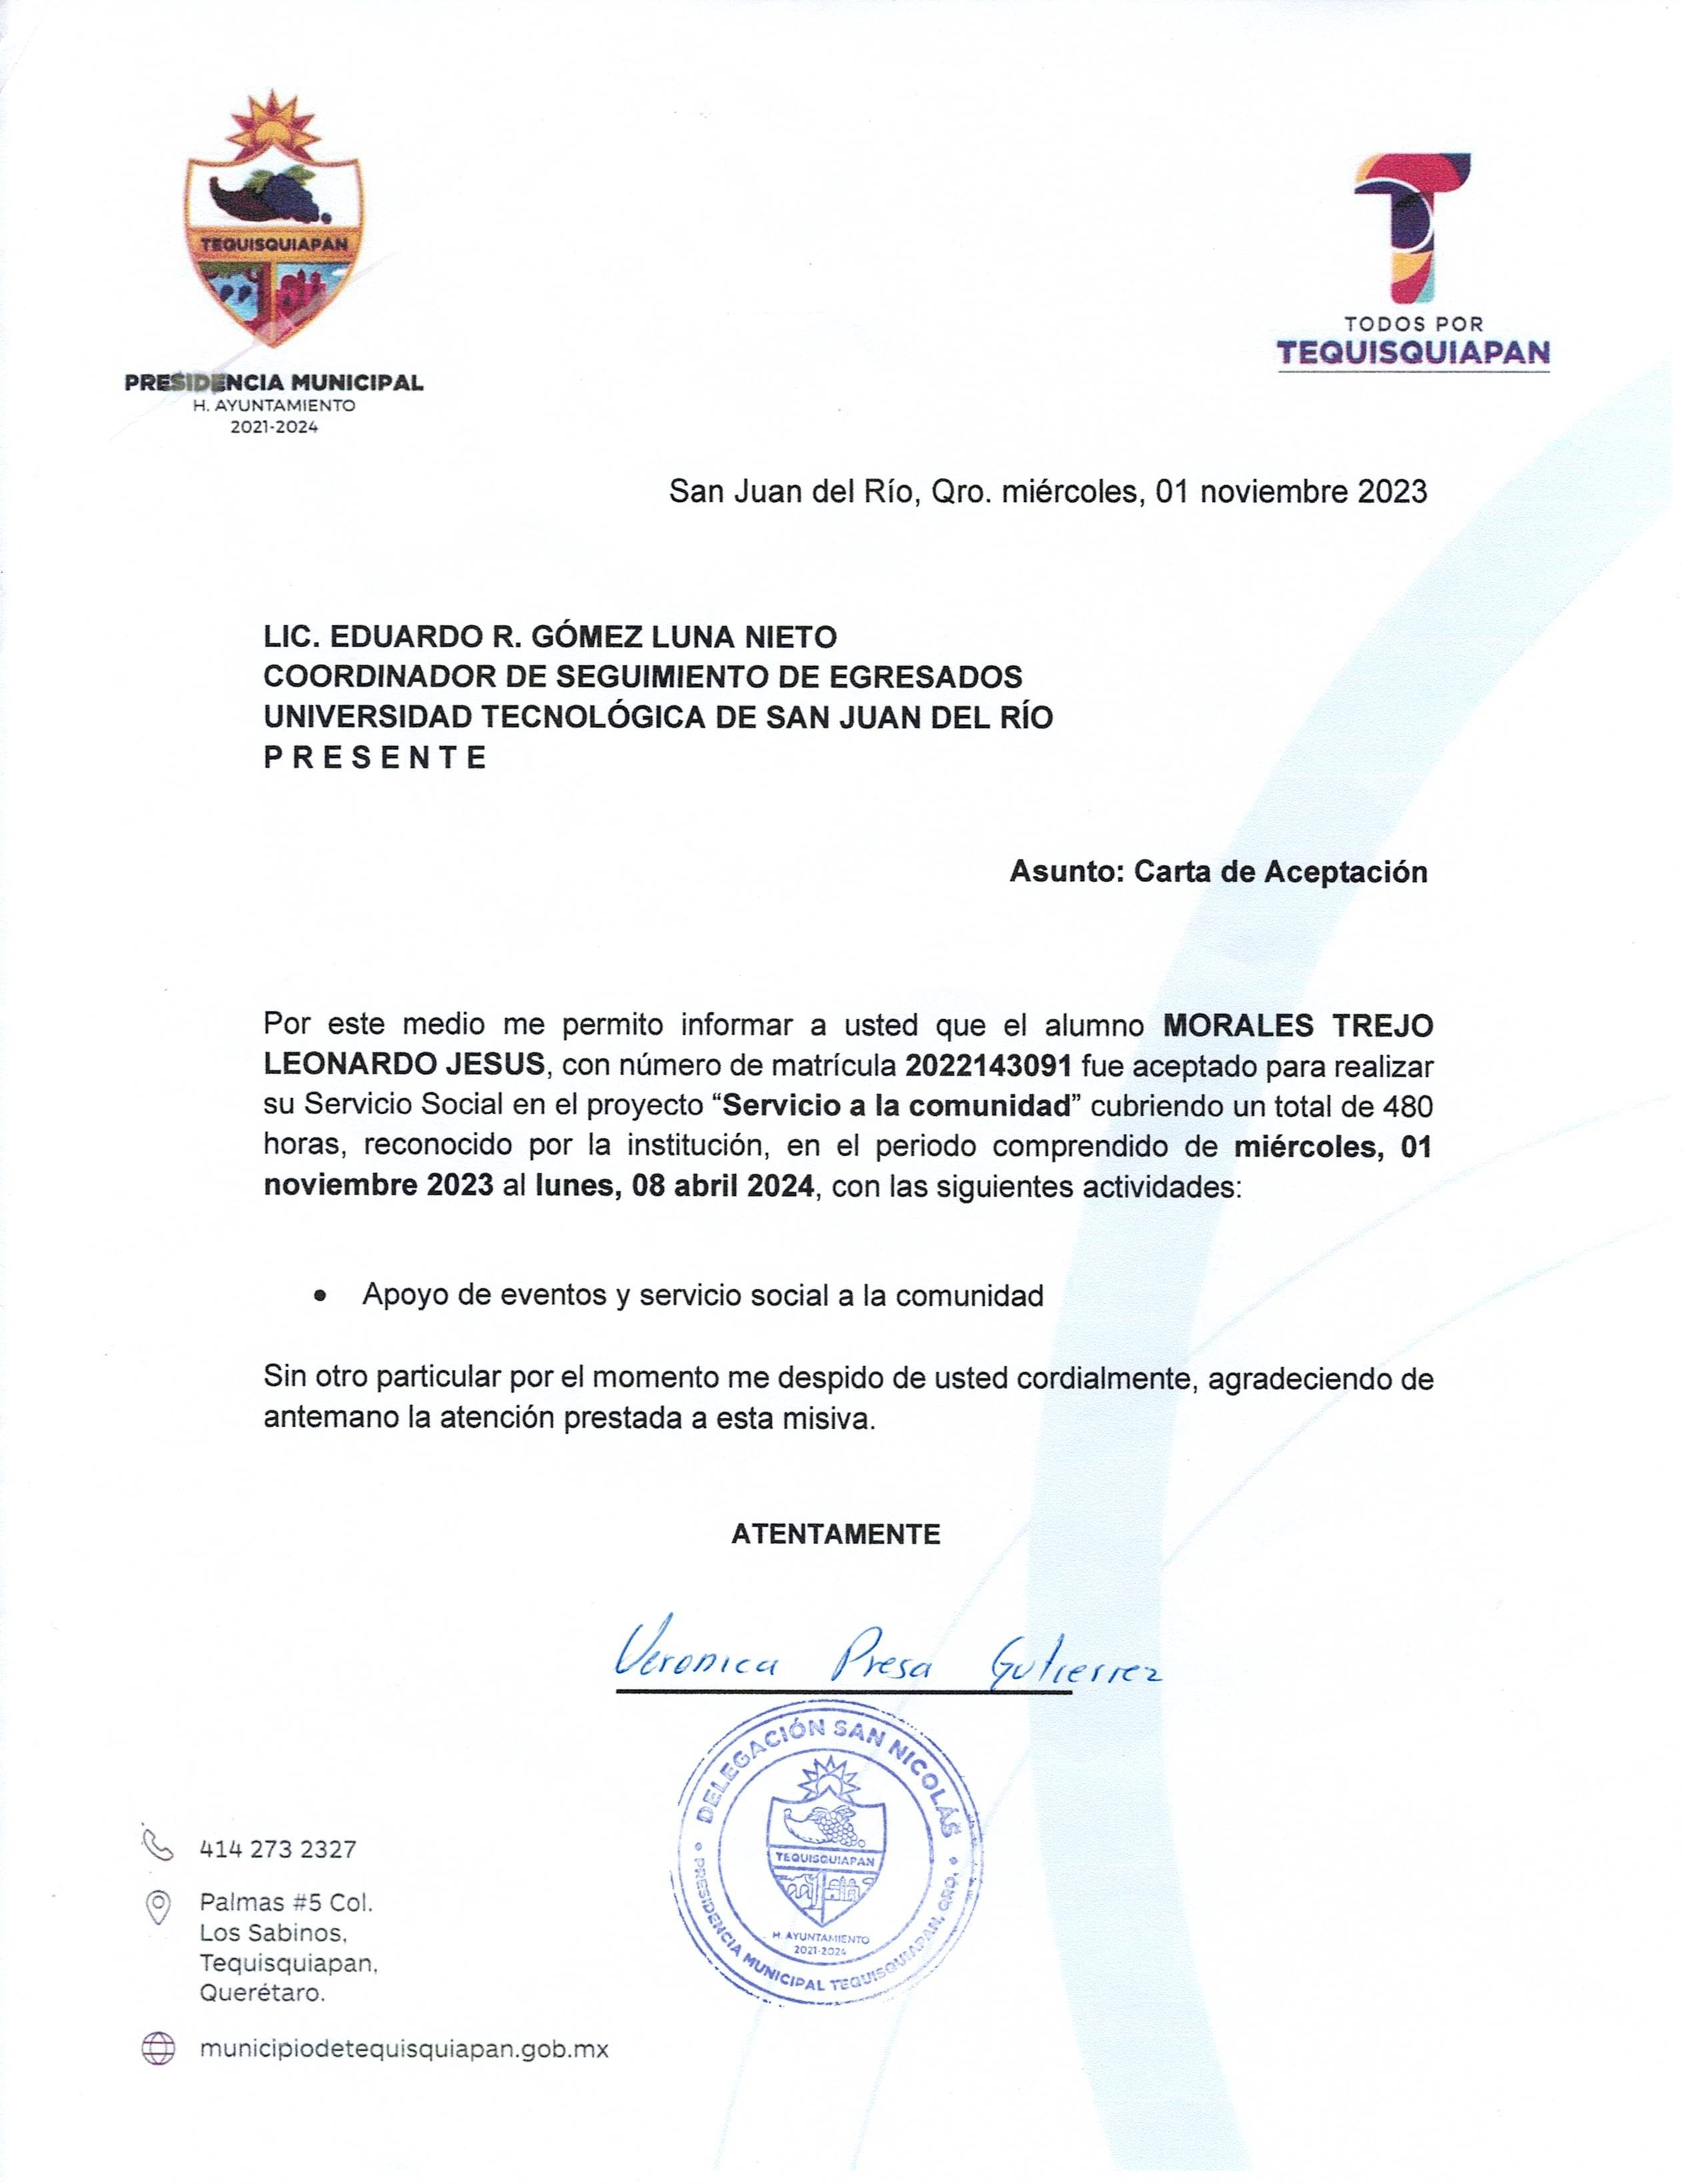 TEQUISQUIAPAN
PRESIDENCIA MUNICIPAL
H. AYUNTAMIENTO
2021-2024
TODOS POR
TEQUISQUIAPAN
San Juan del Río, Qro. miércoles, 01 noviembre 2023
LIC. EDUARDO R. GÓMEZ LUNA NIETO
COORDINADOR DE SEGUIMIENTO DE EGRESADOS
UNIVERSIDAD TECNOLÓGICA DE SAN JUAN DEL RÍO
P R E S E N T E
Asunto: Carta de Aceptación
Por este medio me permito informar a usted que el alumno MORALES TREJO
LEONARDO JESUS, con número de matrícula 2022143091 fue aceptado para realizar
su Servicio Social en el proyecto “Servicio a la comunidad” cubriendo un total de 480
horas, reconocido por la institución, en el periodo comprendido de miércoles, 01
noviembre 2023 al lunes, 08 abril 2024, con las siguientes actividades:
• Apoyo de eventos y servicio social a la comunidad
Sin otro particular por el momento me despido de usted cordialmente, agradeciendo de
antemano la atención prestada a esta misiva.
ATENTAMENTE
Veronica Presa Gutierrez
DELEGACIÓN SAN NICOLÁS
TEQUISQUIAPAN
H. AYUNTAMIENTO
2021-2024
PRESIDENCIA MUNICIPAL TEQUISQUIAPAN, QRO.
414 273 2327
Palmas #5 Col.
Los Sabinos,
Tequisquiapan,
Querétaro.
municipiodetequisquiapan.gob.mx